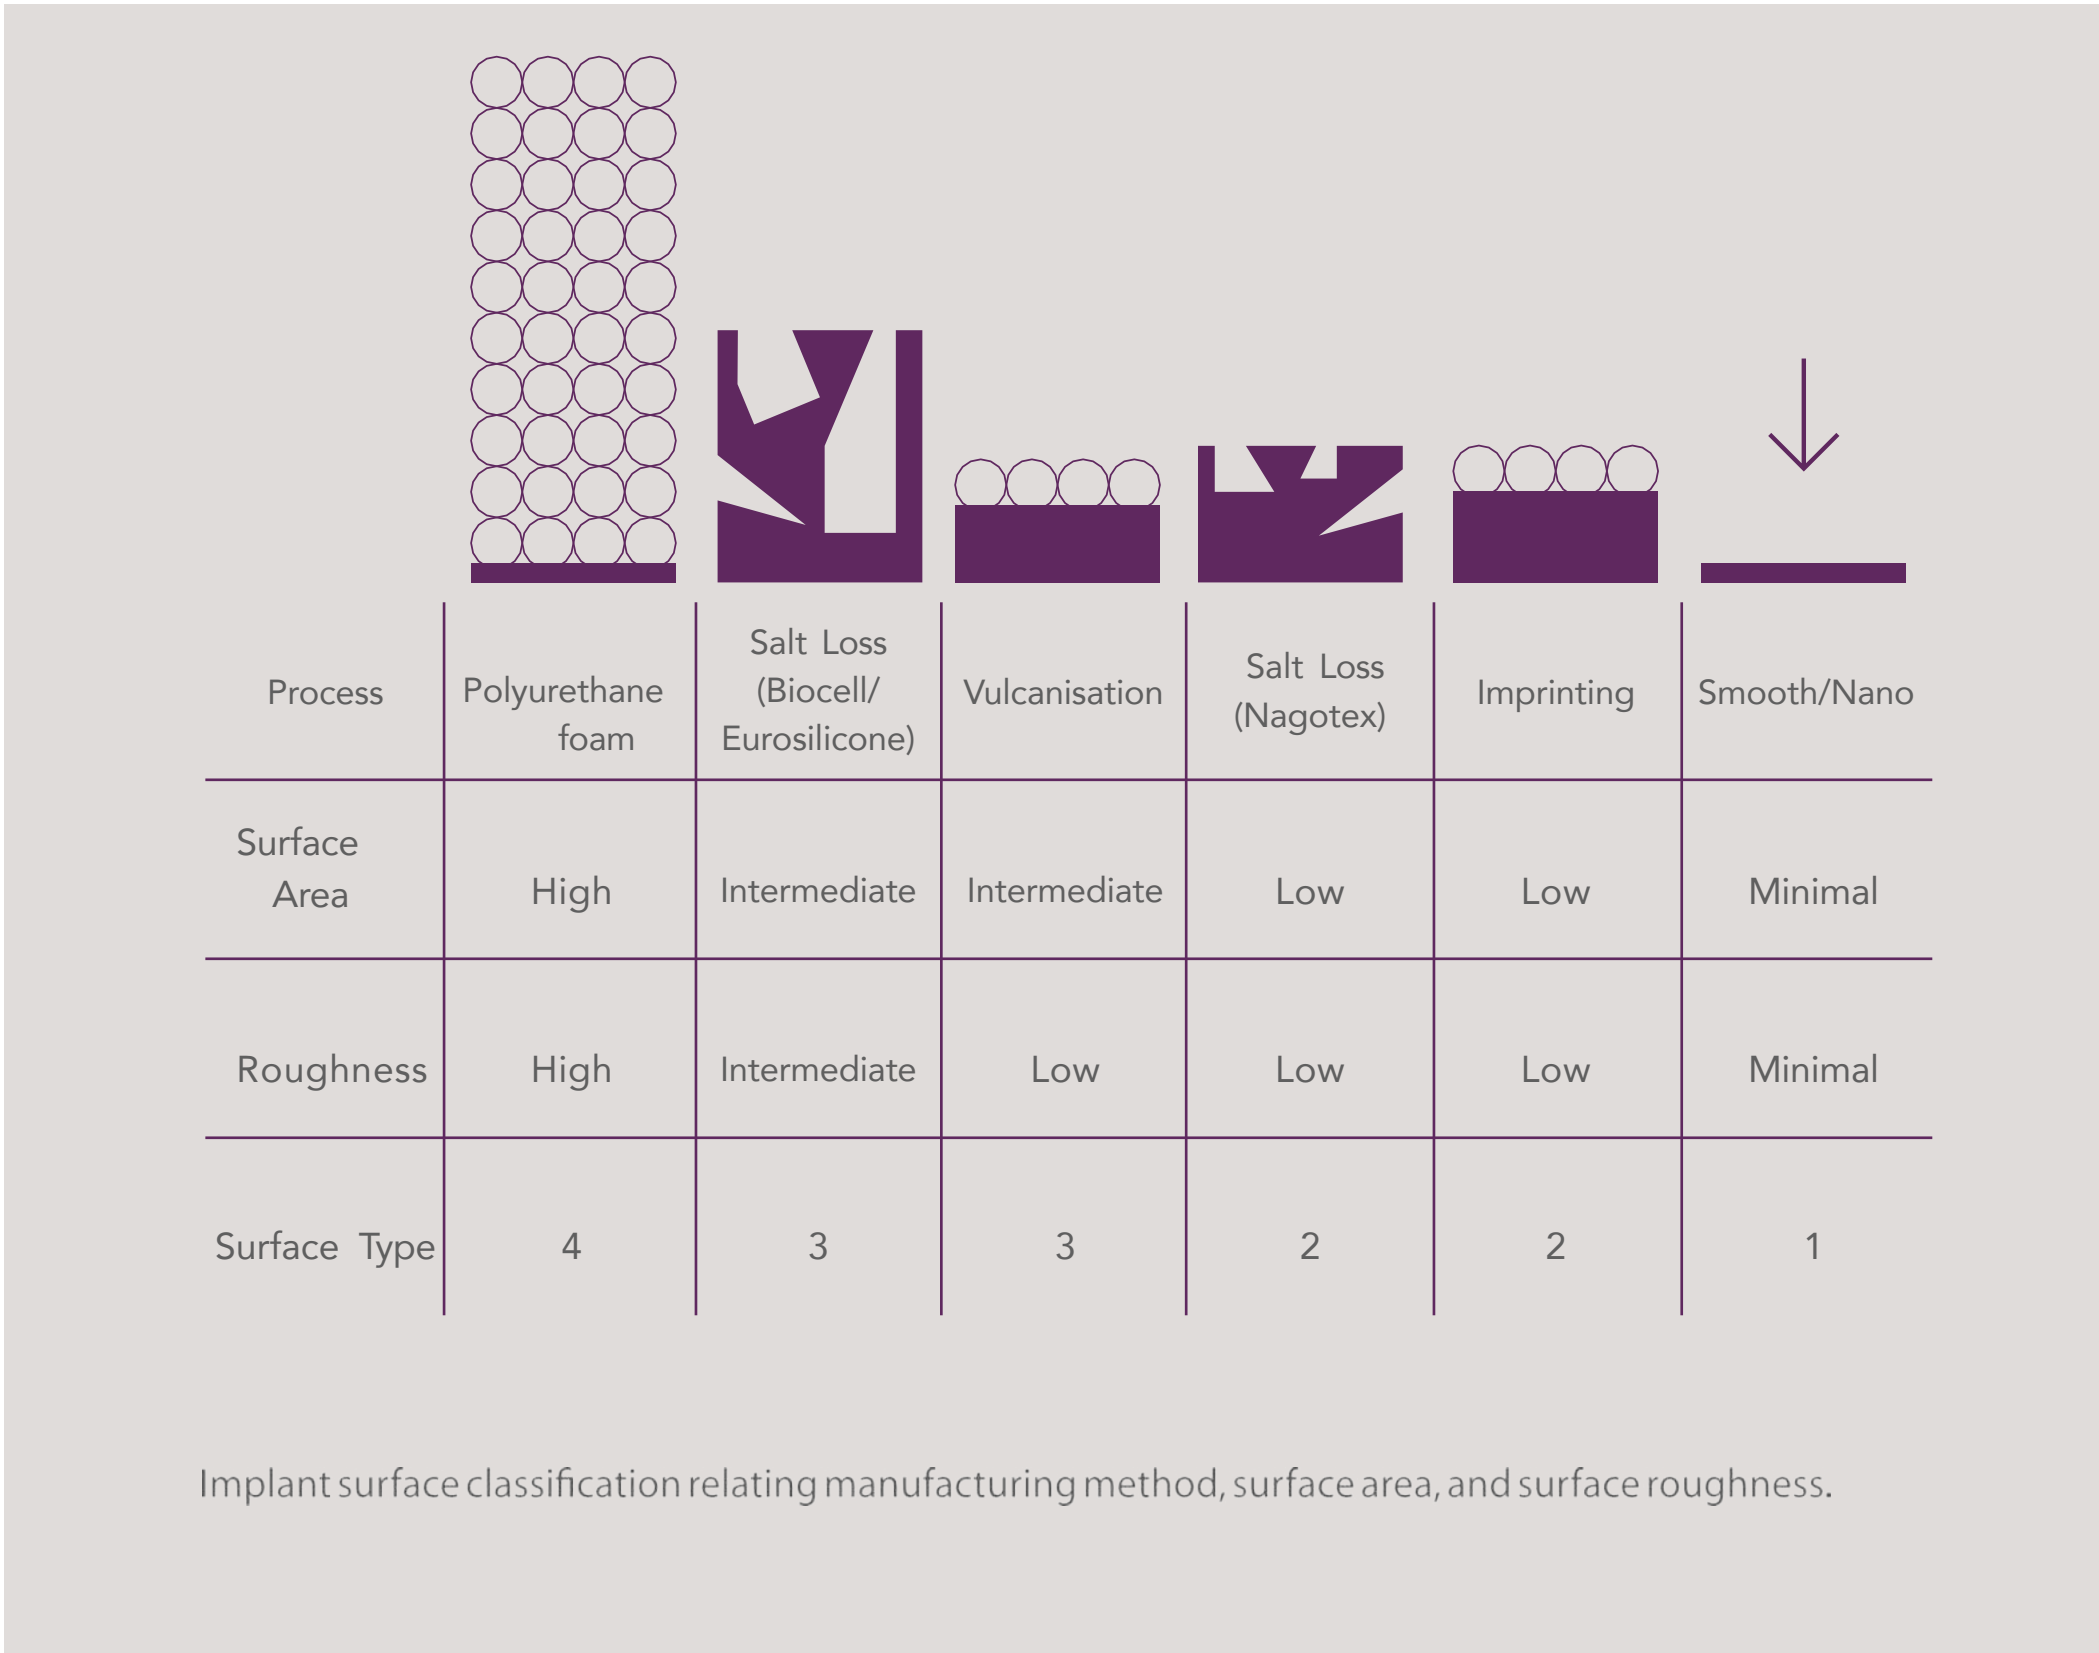 Process
Polyurethane
foam
Salt Loss
(Biocell/
Eurosilicone)
Vulcanisation
Salt Loss
(Nagotex)
Imprinting
Smooth/Nano
Surface
Area
High
Intermediate
Intermediate
Low
Low
Minimal
Roughness
High
Intermediate
Low
Low
Low
Minimal
Surface Type
4
3
3
2
2
1
Implant surface classification relating manufacturing method, surface area, and surface roughness.